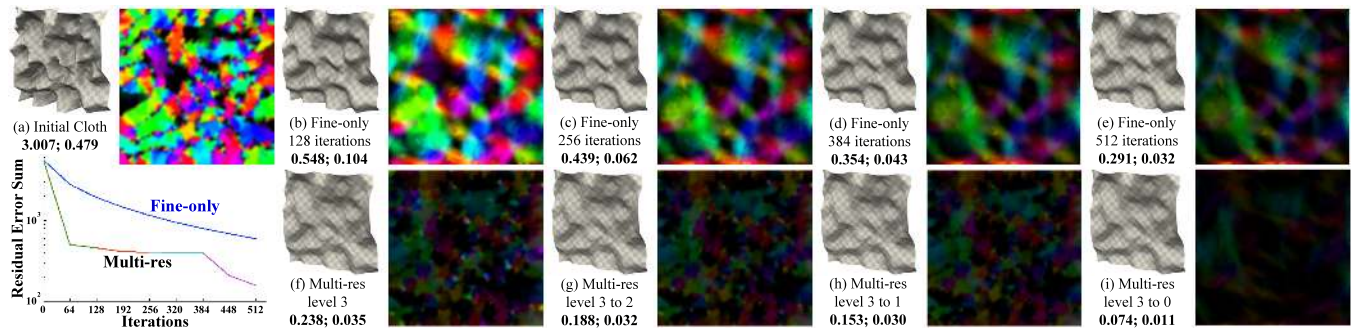 (a) Initial Cloth
3.007; 0.479
(b) Fine-only
128 iterations
0.548; 0.104
(c) Fine-only
256 iterations
0.439; 0.062
(d) Fine-only
384 iterations
0.354; 0.043
(e) Fine-only
512 iterations
0.291; 0.032
Residual Error Sum
10³
10²
Fine-only
Multi-res
0 64 128 192 256 320 384 448 512
Iterations
(f) Multi-res
level 3
0.238; 0.035
(g) Multi-res
level 3 to 2
0.188; 0.032
(h) Multi-res
level 3 to 1
0.153; 0.030
(i) Multi-res
level 3 to 0
0.074; 0.011